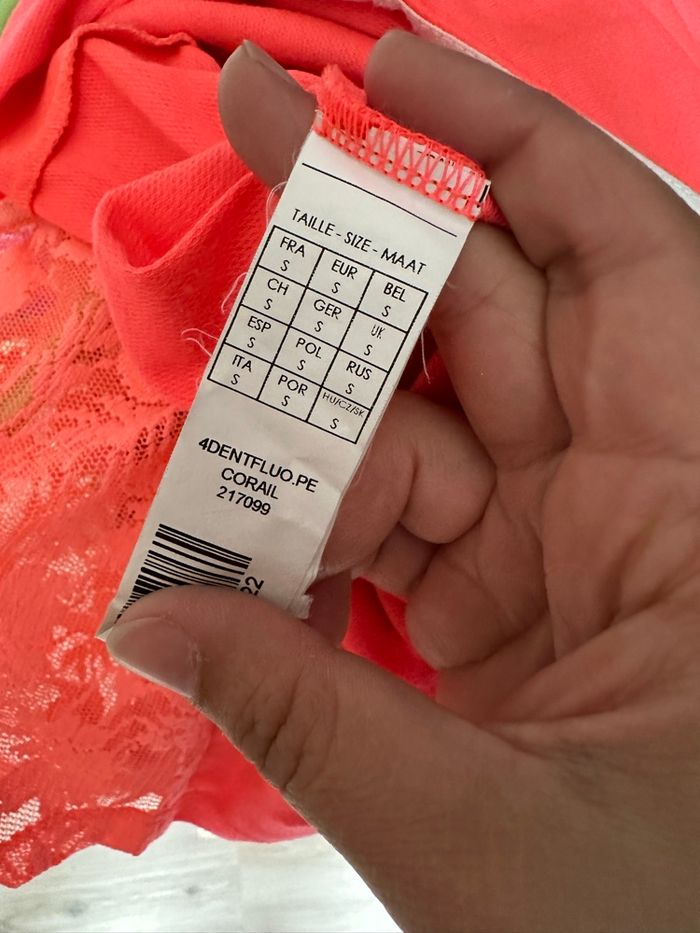 TAILLE - SIZE - MAAT
FRA EUR BEL
S S S
CH GER UK
S S S
ESP POL RUS
S S S
ITA POR HU/CZ/SK
S S S
4DENTFLUO.PE
CORAIL
217099
22